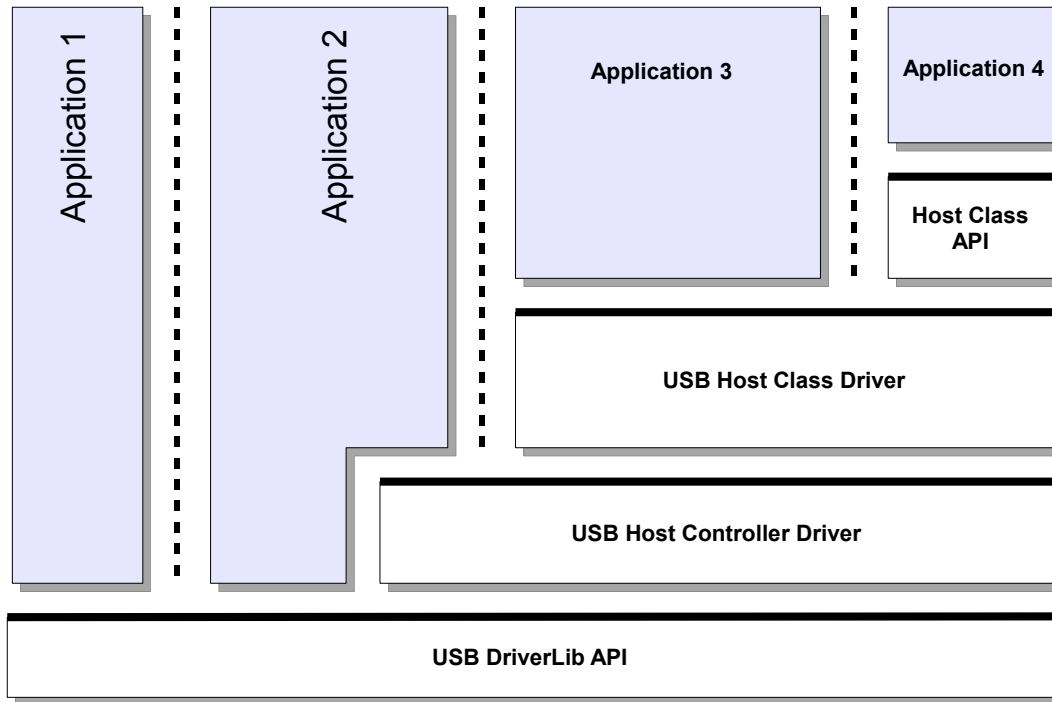 Application 1
Application 2
Application 3
Application 4
Host Class
API
USB Host Class Driver
USB Host Controller Driver
USB DriverLib API